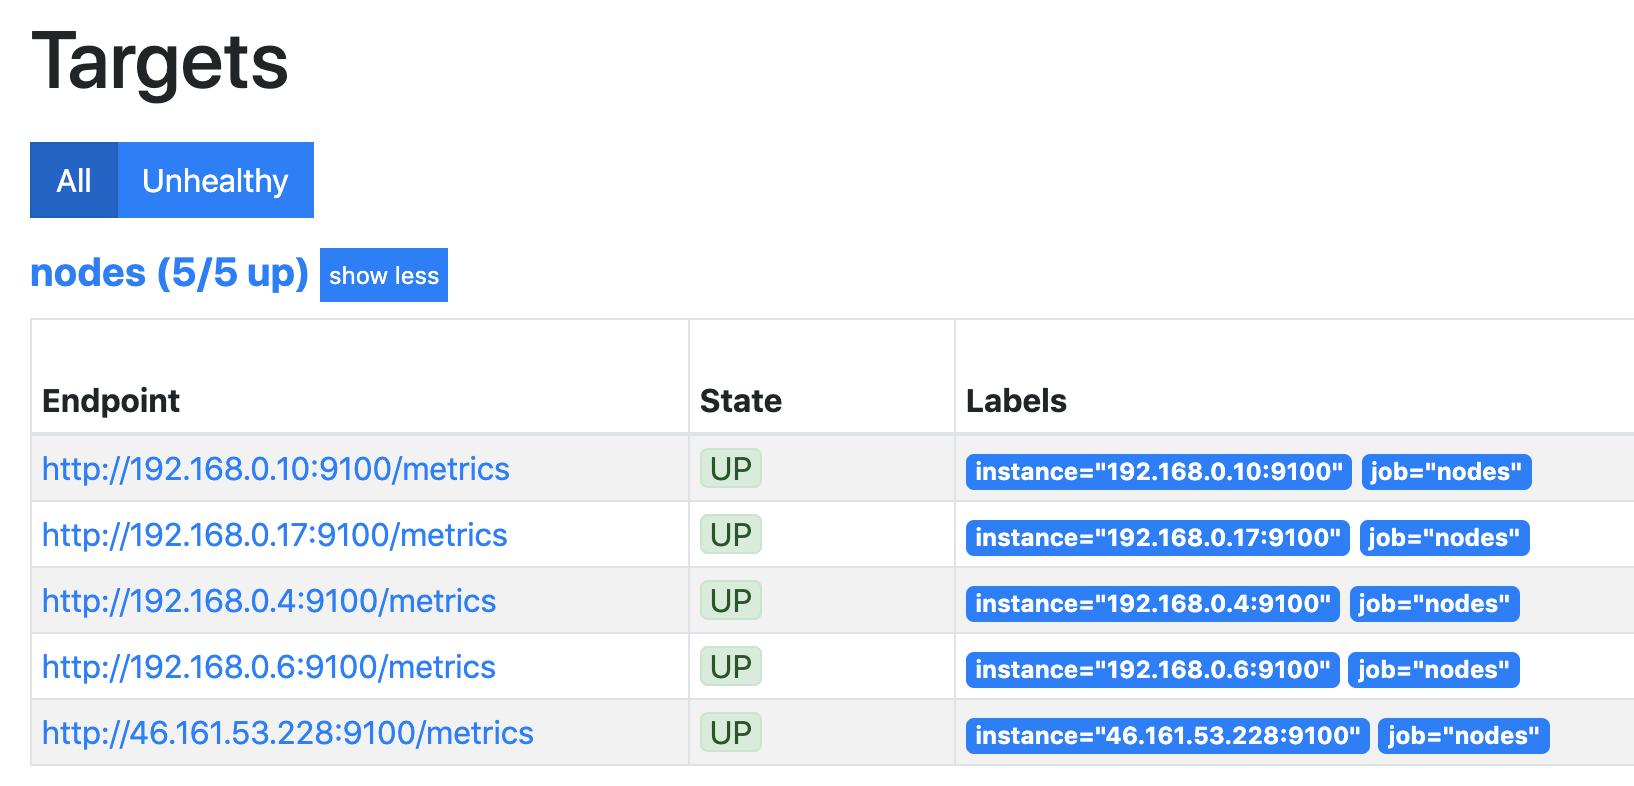 Targets
All Unhealthy
nodes (5/5 up) show less
Endpoint State Labels
http://192.168.0.10:9100/metrics UP instance="192.168.0.10:9100" job="nodes"
http://192.168.0.17:9100/metrics UP instance="192.168.0.17:9100" job="nodes"
http://192.168.0.4:9100/metrics UP instance="192.168.0.4:9100" job="nodes"
http://192.168.0.6:9100/metrics UP instance="192.168.0.6:9100" job="nodes"
http://46.161.53.228:9100/metrics UP instance="46.161.53.228:9100" job="nodes"